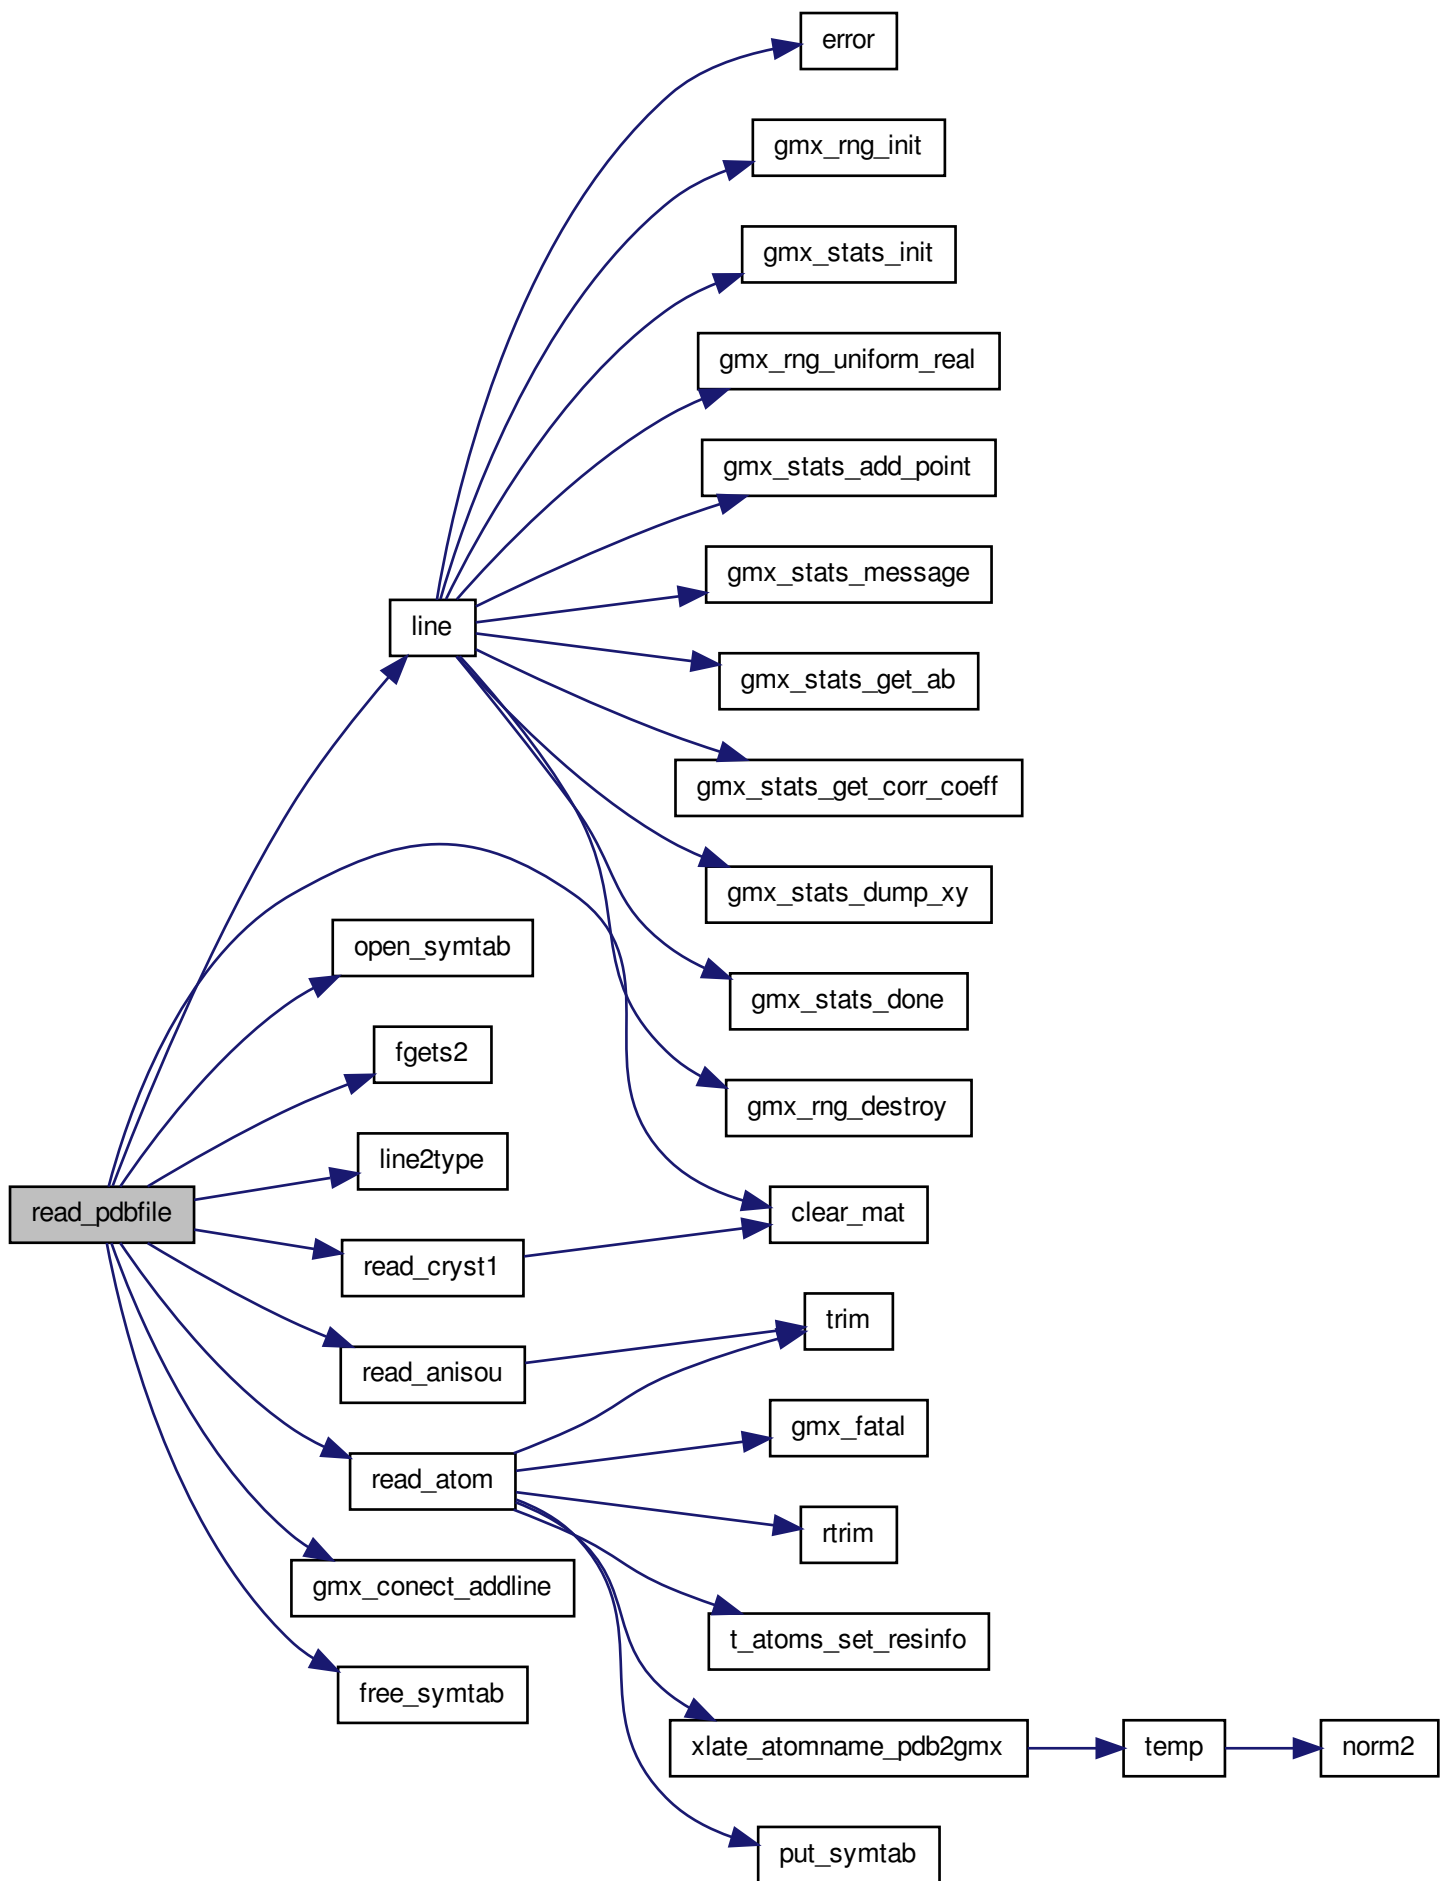 error
gmx_rng_init
gmx_stats_init
gmx_rng_uniform_real
gmx_stats_add_point
gmx_stats_message
line
gmx_stats_get_ab
gmx_stats_get_corr_coeff
gmx_stats_dump_xy
open_symtab
gmx_stats_done
fgets2
gmx_rng_destroy
line2type
read_pdbfile
clear_mat
read_cryst1
trim
read_anisou
gmx_fatal
read_atom
rtrim
gmx_conect_addline
t_atoms_set_resinfo
free_symtab
xlate_atomname_pdb2gmx
temp
norm2
put_symtab